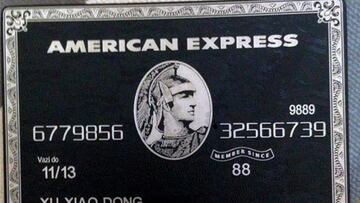 AMERICAN EXPRESS
9889
6779856 32566739
Vazi do
MEMBER SINCE
11/13
88
XU XIAO DONG